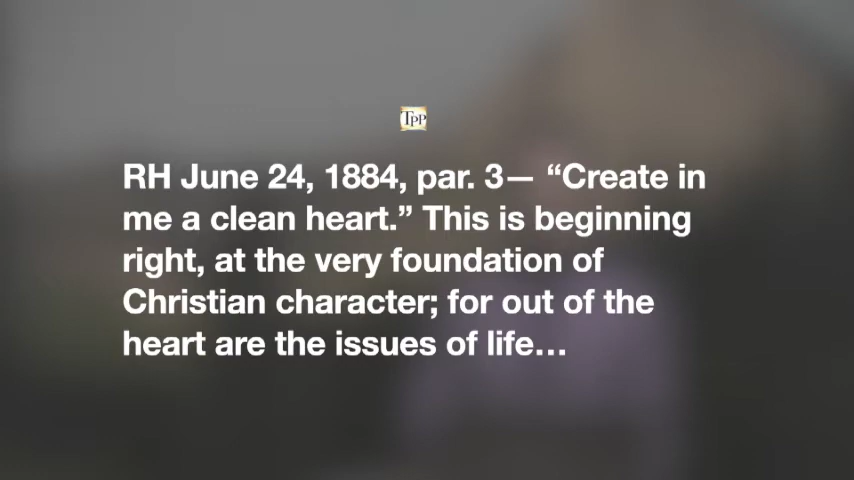 TPP
RH June 24, 1884, par. 3— “Create in
me a clean heart.” This is beginning
right, at the very foundation of
Christian character; for out of the
heart are the issues of life…